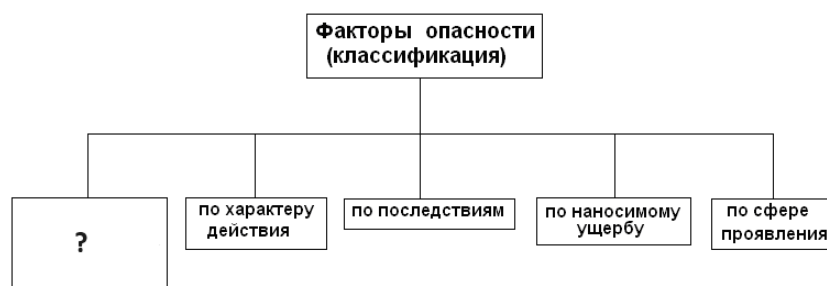 Факторы опасности
(классификация)
?
по характеру
действия
по последствиям
по наносимому
ущербу
по сфере
проявления